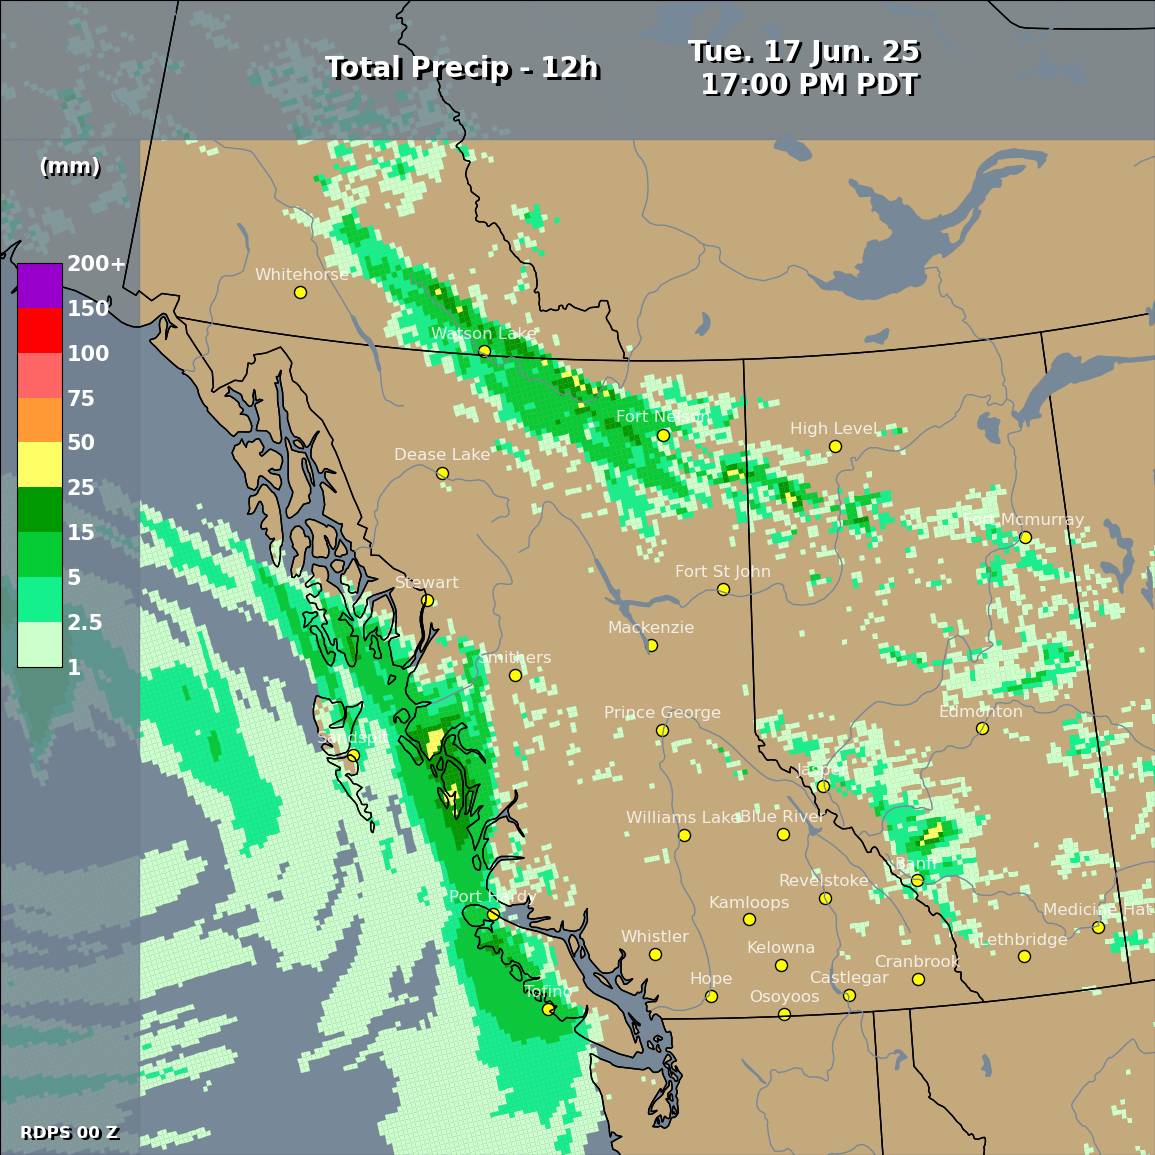 Total Precip - 12h
Tue. 17 Jun. 25
17:00 PM PDT
(mm)
200+
150
100
75
50
25
15
5
2.5
1
Whitehorse
Watson Lake
Fort Nelson
High Level
Dease Lake
Fort Mcmurray
Fort St John
Stewart
Mackenzie
Smithers
Prince George
Edmonton
Sandspit
Jasper
Williams Lake
Blue River
Banff
Revelstoke
Port Hardy
Kamloops
Medicine Hat
Whistler
Kelowna
Lethbridge
Cranbrook
Hope
Castlegar
Tofino
Osoyoos
RDPS 00 Z